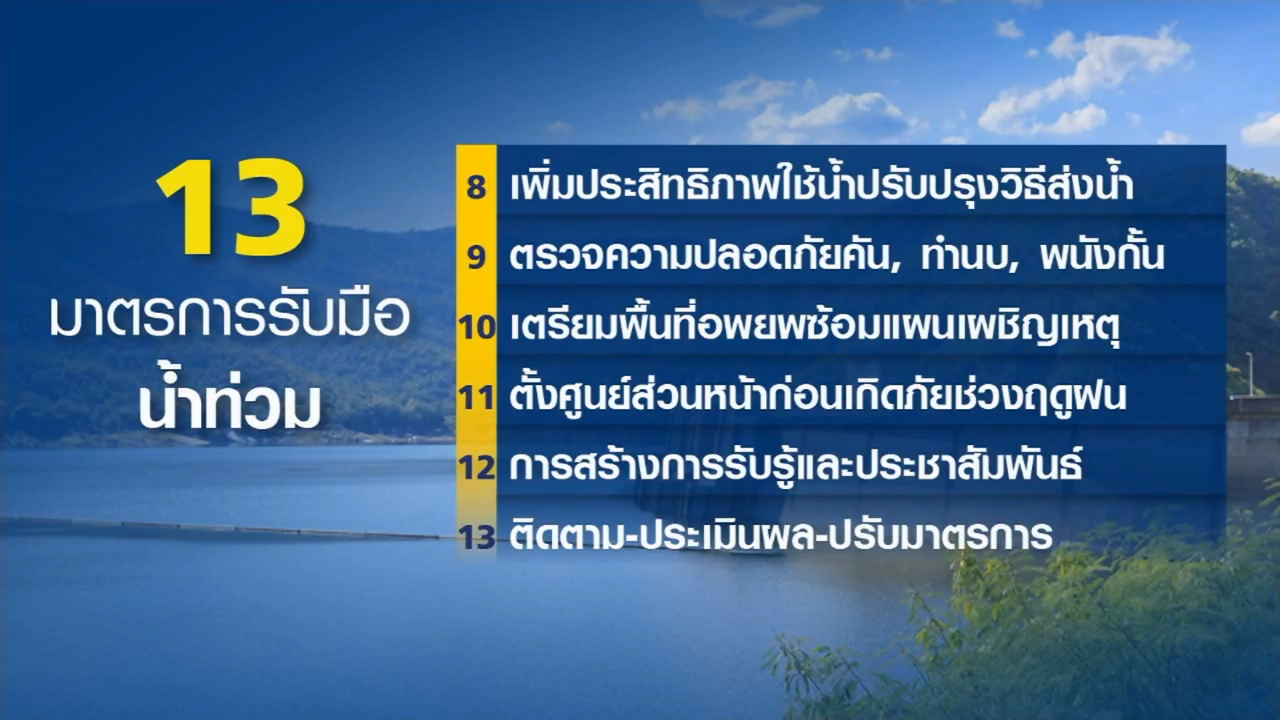 13
มาตรการรับมือ
น้ำท่วม
8 เพิ่มประสิทธิภาพใช้น้ำปรับปรุงวิธีส่งน้ำ
9 ตรวจความปลอดภัยคัน, ทำนบ, พนังกั้น
10 เตรียมพื้นที่อพยพซ้อมแผนเผชิญเหตุ
11 ตั้งศูนย์ส่วนหน้าก่อนเกิดภัยช่วงฤดูฝน
12 การสร้างการรับรู้และประชาสัมพันธ์
13 ติดตาม-ประเมินผล-ปรับมาตรการ